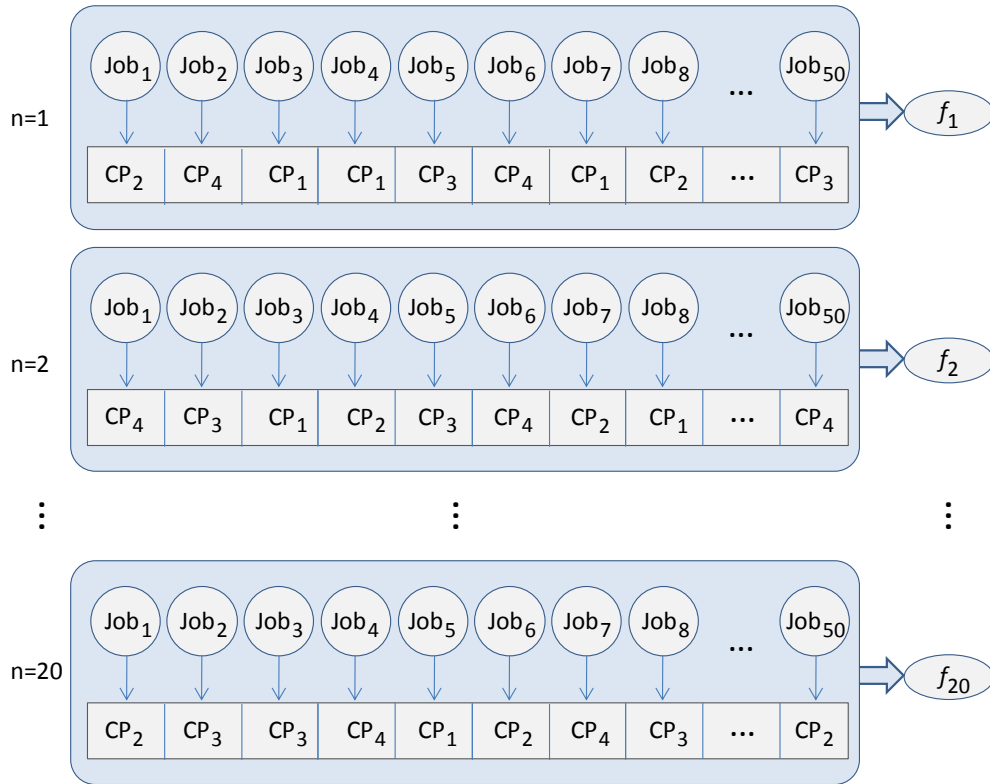 Job₁ Job₂ Job₃ Job₄ Job₅ Job₆ Job₇ Job₈ ... Job₅₀
n=1 f₁
CP₂ CP₄ CP₁ CP₁ CP₃ CP₄ CP₁ CP₂ ... CP₃
Job₁ Job₂ Job₃ Job₄ Job₅ Job₆ Job₇ Job₈ ... Job₅₀
n=2 f₂
CP₄ CP₃ CP₁ CP₂ CP₃ CP₄ CP₂ CP₁ ... CP₄
⋮ ⋮ ⋮
Job₁ Job₂ Job₃ Job₄ Job₅ Job₆ Job₇ Job₈ ... Job₅₀
n=20 f₂₀
CP₂ CP₃ CP₃ CP₄ CP₁ CP₂ CP₄ CP₃ ... CP₂